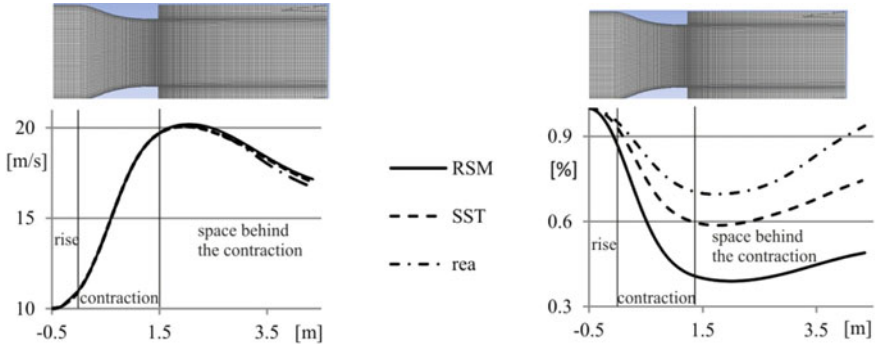 20
[m/s]
15
rise
space behind
the contraction
contraction
10
-0.5
1.5
3.5
[m]
RSM
SST
rea
0.9
[%]
0.6
rise
space behind
the contraction
contraction
0.3
-0.5
1.5
3.5
[m]